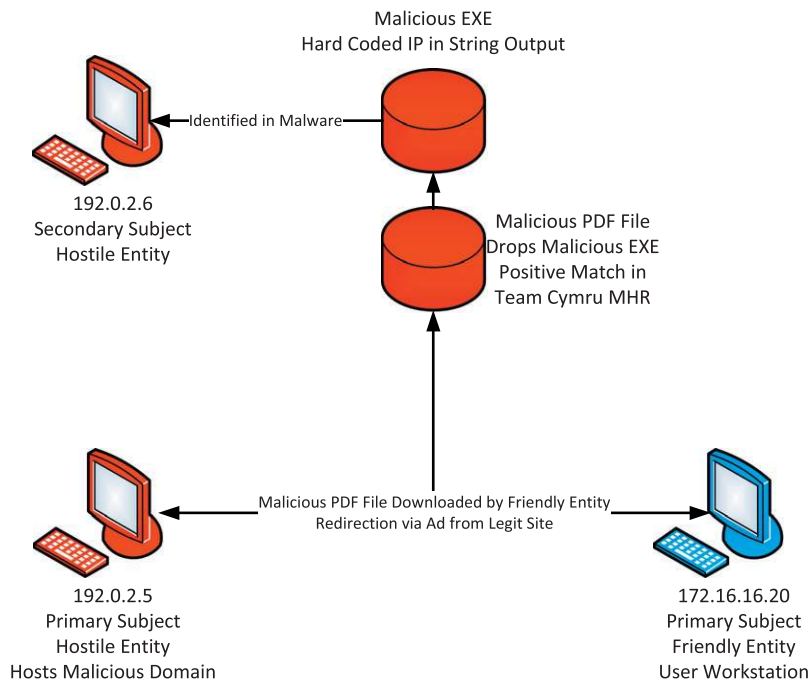 Malicious EXE
Hard Coded IP in String Output
Identified in Malware
192.0.2.6
Secondary Subject
Hostile Entity
Malicious PDF File
Drops Malicious EXE
Positive Match in
Team Cymru MHR
Malicious PDF File Downloaded by Friendly Entity
Redirection via Ad from Legit Site
192.0.2.5
Primary Subject
Hostile Entity
Hosts Malicious Domain
172.16.16.20
Primary Subject
Friendly Entity
User Workstation